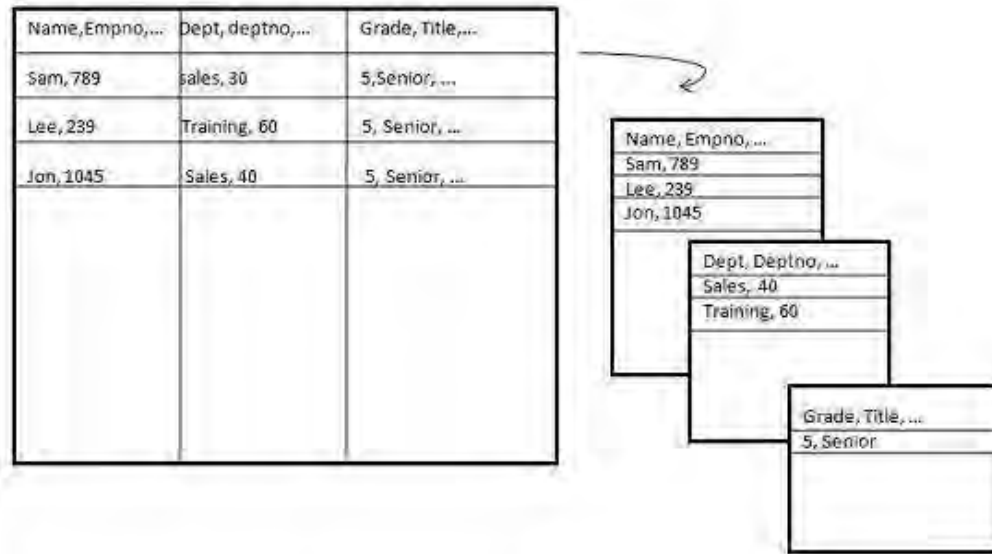 Name,Empno,... Dept, deptno,... Grade, Title,...
Sam, 789 sales, 30 5,Senior, ...
Lee, 239 Training, 60 5, Senior, ...
Jon, 1045 Sales, 40 5, Senior, ...
Name, Empno, ...
Sam, 789
Lee, 239
Jon, 1045
Dept, Deptno, ...
Sales, 40
Training, 60
Grade, Title, ...
5, Senior